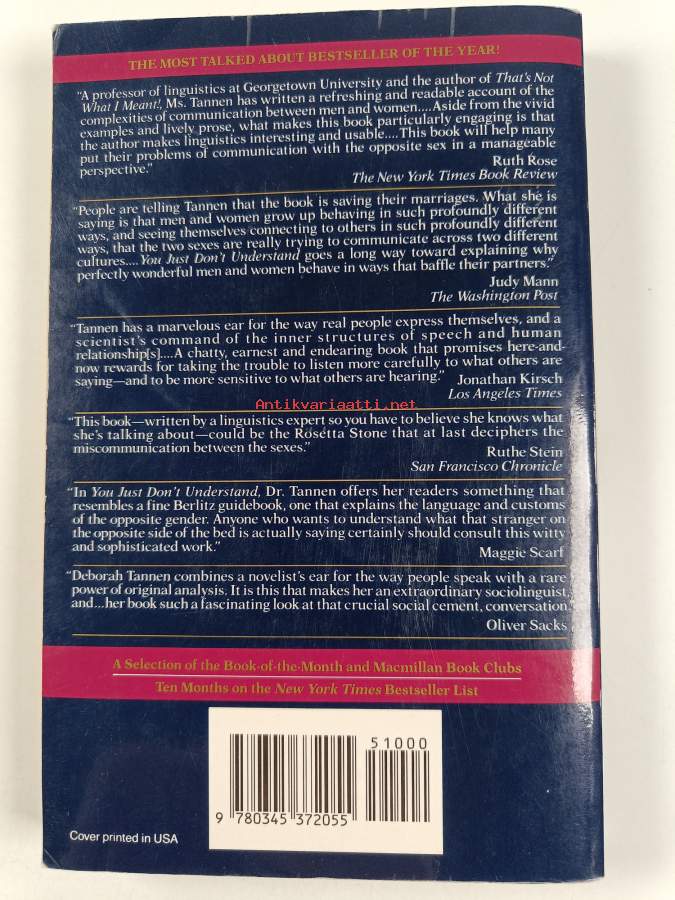 THE MOST TALKED ABOUT BESTSELLER OF THE YEAR!
"A professor of linguistics at Georgetown University and the author of That's Not
What I Meant!, Ms. Tannen has written a refreshing and readable account of the
complexities of communication between men and women....Aside from the vivid
examples and lively prose, what makes this book particularly engaging is that
the author makes linguistics interesting and usable....This book will help many
put their problems of communication with the opposite sex in a manageable
perspective."
Ruth Rose
The New York Times Book Review
"People are telling Tannen that the book is saving their marriages. What she is
saying is that men and women grow up behaving in such profoundly different
ways, and seeing themselves connecting to others in such profoundly different
ways, that the two sexes are really trying to communicate across two different
cultures....You Just Don't Understand goes a long way toward explaining why
perfectly wonderful men and women behave in ways that baffle their partners."
Judy Mann
The Washington Post
"Tannen has a marvelous ear for the way real people express themselves, and a
scientist's command of the inner structures of speech and human
relationship[s]....A chatty, earnest and endearing book that promises here-and-
now rewards for taking the trouble to listen more carefully to what others are
saying—and to be more sensitive to what others are hearing." Jonathan Kirsch
Los Angeles Times
Antikvariaatti.net
"This book—written by a linguistics expert so you have to believe she knows what
she's talking about—could be the Rosetta Stone that at last deciphers the
miscommunication between the sexes."
Ruthe Stein
San Francisco Chronicle
"In You Just Don't Understand, Dr. Tannen offers her readers something that
resembles a fine Berlitz guidebook, one that explains the language and customs
of the opposite gender. Anyone who wants to understand what that stranger on
the opposite side of the bed is actually saying certainly should consult this witty
and sophisticated work."
Maggie Scarf
"Deborah Tannen combines a novelist's ear for the way people speak with a rare
power of original analysis. It is this that makes her an extraordinary sociolinguist,
and...her book such a fascinating look at that crucial social cement, conversation."
Oliver Sacks
A Selection of the Book-of-the-Month and Macmillan Book Clubs
Ten Months on the New York Times Bestseller List
51000
9 780345 372055
Cover printed in USA